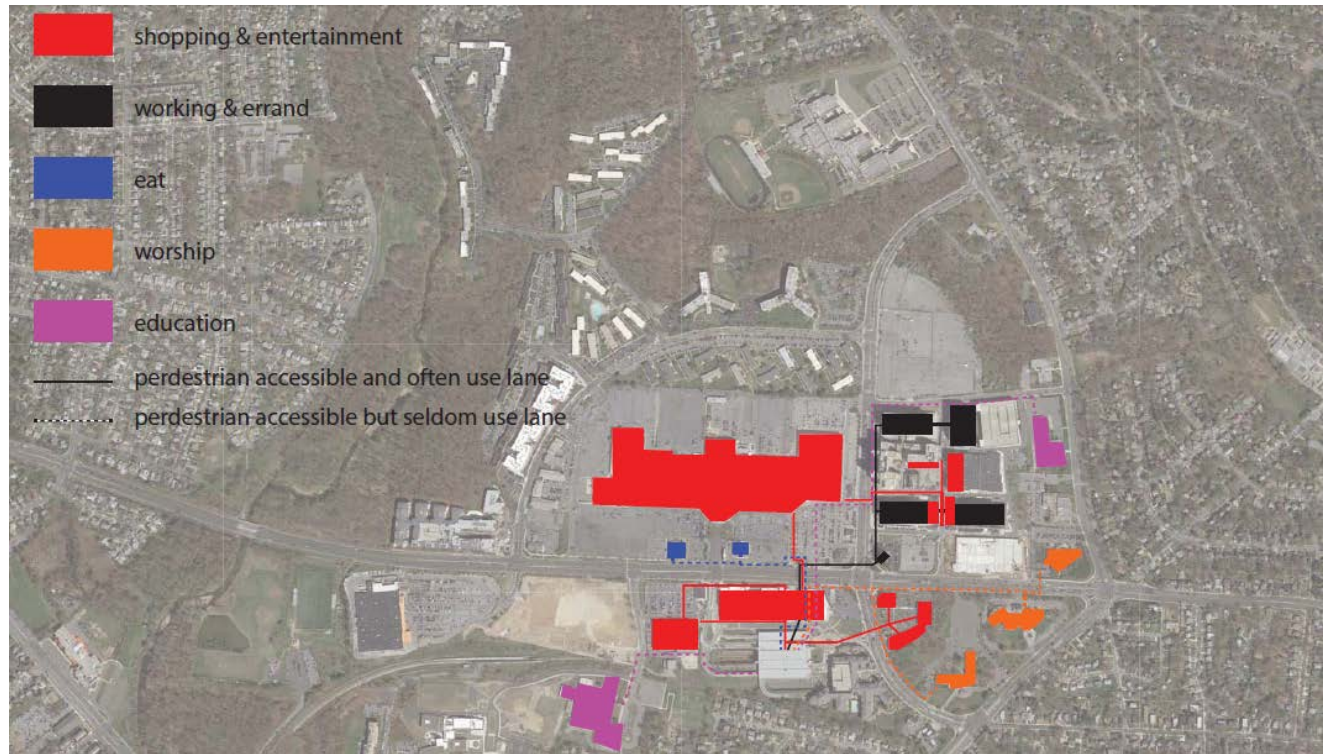 shopping & entertainment
working & errand
eat
worship
education
perdestrian accessible and often use lane
perdestrian accessible but seldom use lane